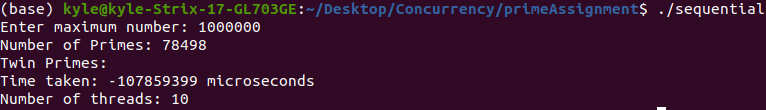 (base) kyle@kyle-Strix-17-GL703GE:~/Desktop/Concurrency/primeAssignment$ ./sequential
Enter maximum number: 1000000
Number of Primes: 78498
Twin Primes:
Time taken: -107859399 microseconds
Number of threads: 10